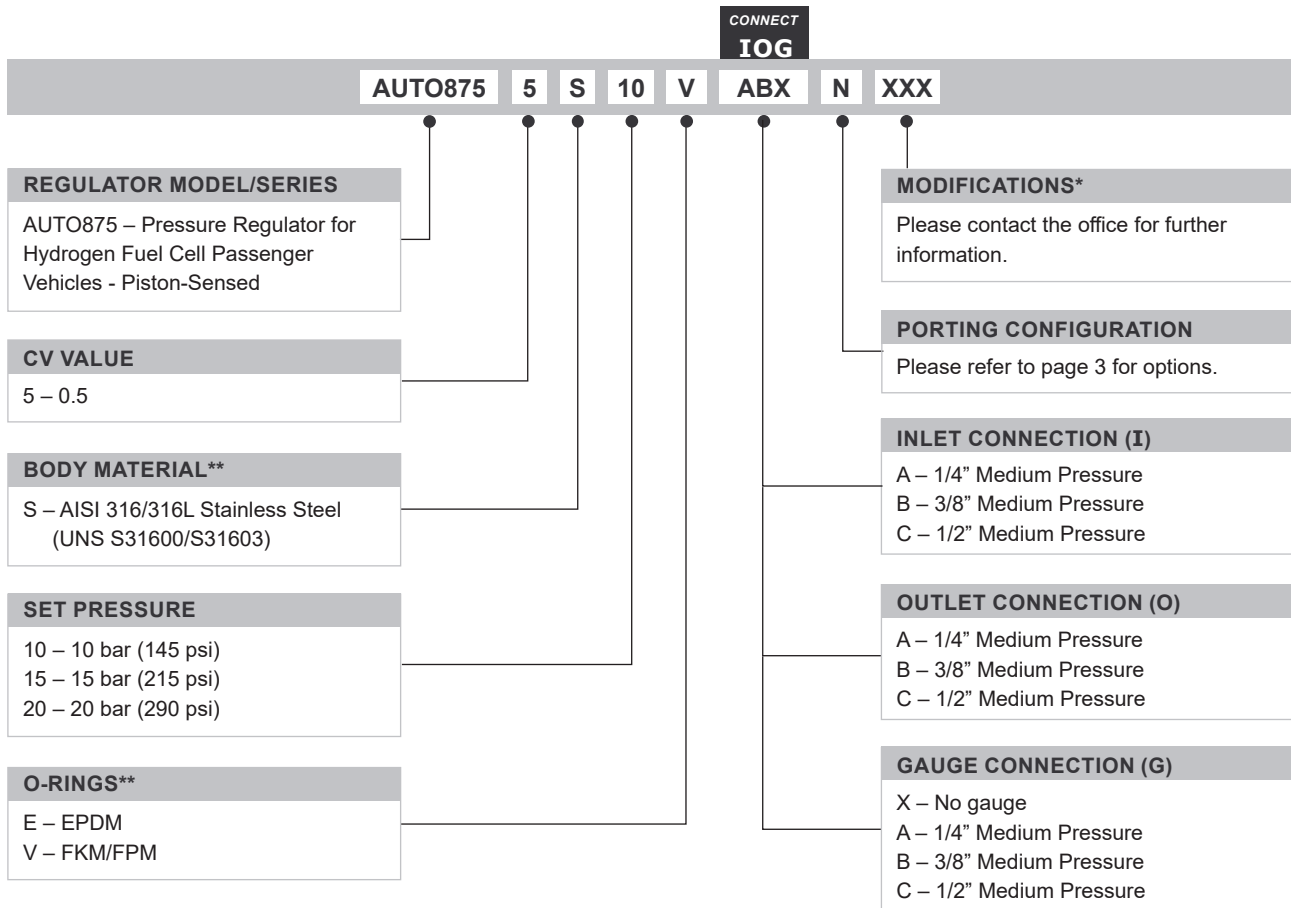 CONNECT
IOG
AUTO875 5 S 10 V ABX N XXX
REGULATOR MODEL/SERIES
AUTO875 – Pressure Regulator for
Hydrogen Fuel Cell Passenger
Vehicles - Piston-Sensed
CV VALUE
5 – 0.5
BODY MATERIAL**
S – AISI 316/316L Stainless Steel
(UNS S31600/S31603)
SET PRESSURE
10 – 10 bar (145 psi)
15 – 15 bar (215 psi)
20 – 20 bar (290 psi)
O-RINGS**
E – EPDM
V – FKM/FPM
MODIFICATIONS*
Please contact the office for further
information.
PORTING CONFIGURATION
Please refer to page 3 for options.
INLET CONNECTION (I)
A – 1/4” Medium Pressure
B – 3/8” Medium Pressure
C – 1/2” Medium Pressure
OUTLET CONNECTION (O)
A – 1/4” Medium Pressure
B – 3/8” Medium Pressure
C – 1/2” Medium Pressure
GAUGE CONNECTION (G)
X – No gauge
A – 1/4” Medium Pressure
B – 3/8” Medium Pressure
C – 1/2” Medium Pressure